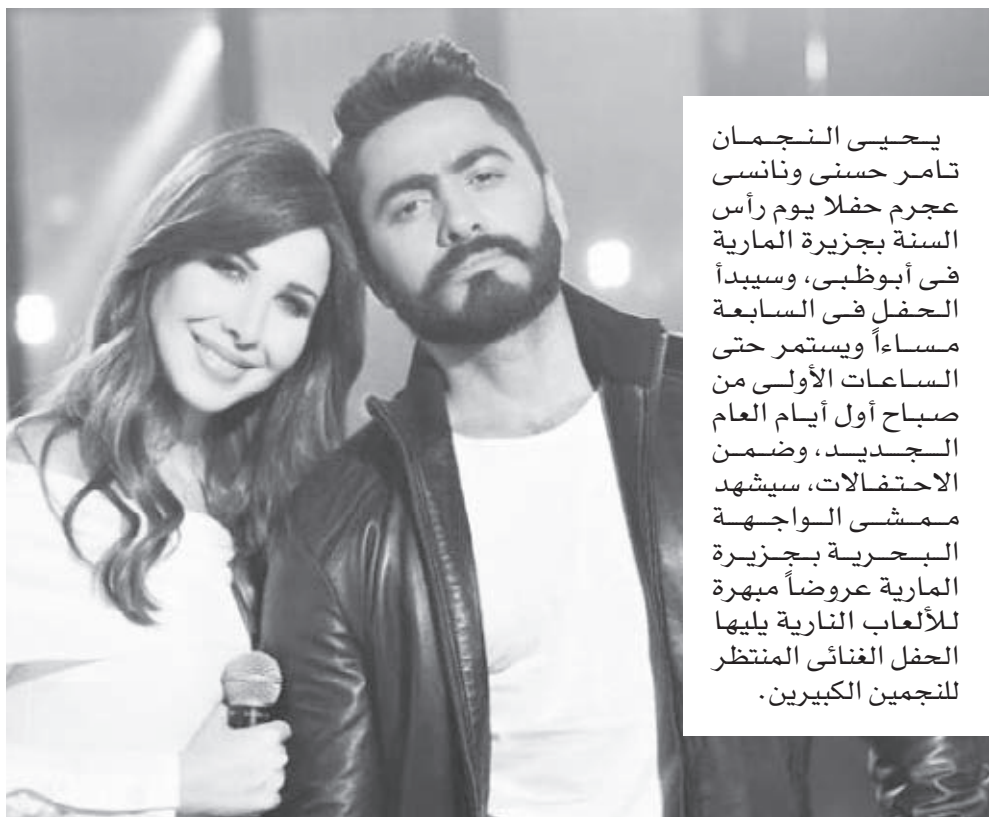 يحيى النجمان
تامر حسنى ونانسى
عجرم حفلا يوم رأس
السنة بجزيرة المارية
فى أبوظبى، وسيبدأ
الحفل فى السابعة
مساءاً ويستمر حتى
الساعات الأولى من
صباح أول أيام العام
الجديد، وضمن
الاحتفالات، سيشهد
ممشى الواجهة
البحرية بجزيرة
المارية عروضاً مبهرة
للألعاب النارية يليها
الحفل الغنائى المنتظر
للنجمين الكبيرين.